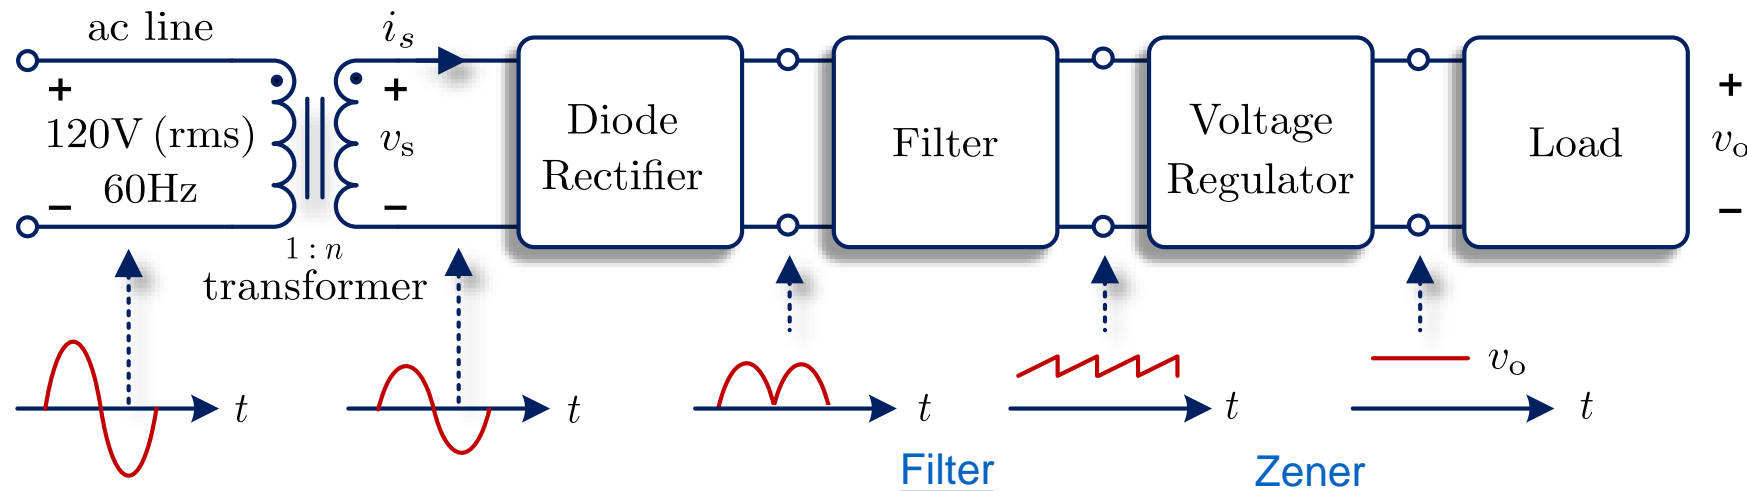 ac line
i_s
+
+
120V (rms)
60Hz
−
v_s
−
1 : n
transformer
Diode
Rectifier
Filter
Voltage
Regulator
Load
+
v_o
−
t
t
t
t
v_o
t
Filter
Zener